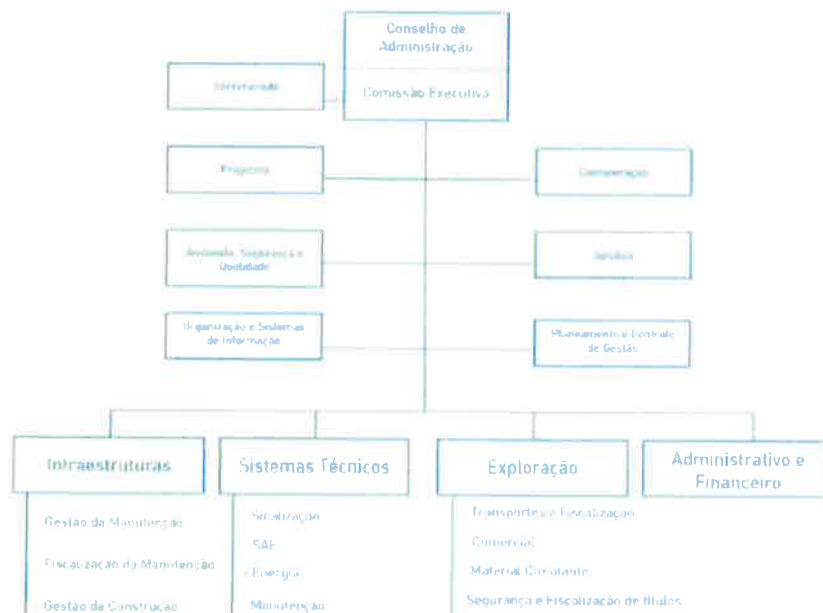 Conselho de
Administração
Comissão Executiva
Projectos
Comunicação
Ambiente, Segurança e
Qualidade
Jurídico
Organização e Sistemas
de Informação
Planeamento e Controlo
de Gestão
Infraestruturas
Sistemas Técnicos
Exploração
Administrativo e
Financeiro
Gestão da Manutenção
Fiscalização da Manutenção
Gestão da Construção
Sinalização
SAE
Energia
Manutenção
Transporte e Fiscalização
Comercial
Material Circulante
Segurança e Fiscalização de títulos